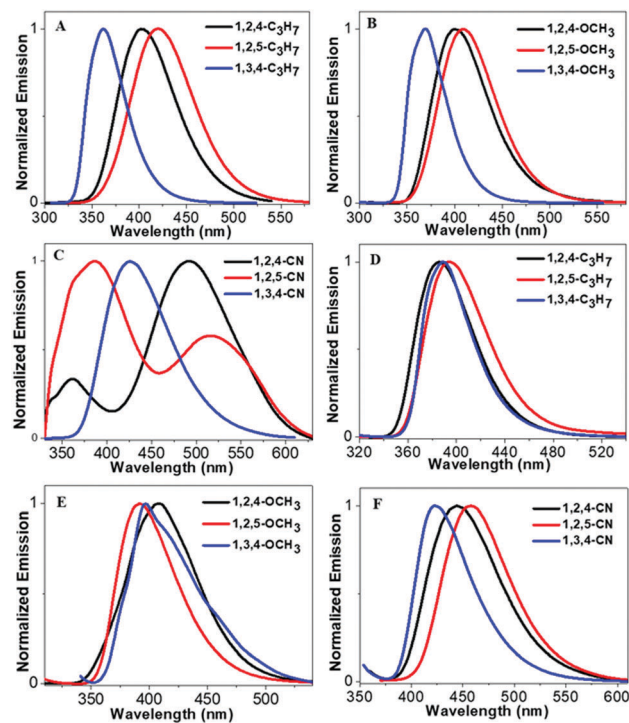 A
1,2,4-C₃H₇
1,2,5-C₃H₇
1,3,4-C₃H₇
Normalized Emission
1
0
300 350 400 450 500 550
Wavelength (nm)
B
1,2,4-OCH₃
1,2,5-OCH₃
1,3,4-OCH₃
Normalized Emission
1
0
300 350 400 450 500 550 600
Wavelength (nm)
C
1,2,4-CN
1,2,5-CN
1,3,4-CN
Normalized Emission
1
0
350 400 450 500 550 600
Wavelength (nm)
D
1,2,4-C₃H₇
1,2,5-C₃H₇
1,3,4-C₃H₇
Normalized Emission
1
0
320 360 400 440 480 520
Wavelength (nm)
E
1,2,4-OCH₃
1,2,5-OCH₃
1,3,4-OCH₃
Normalized Emission
1
0
350 400 450 500
Wavelength (nm)
F
1,2,4-CN
1,2,5-CN
1,3,4-CN
Normalized Emission
1
0
350 400 450 500 550 600
Wavelength (nm)